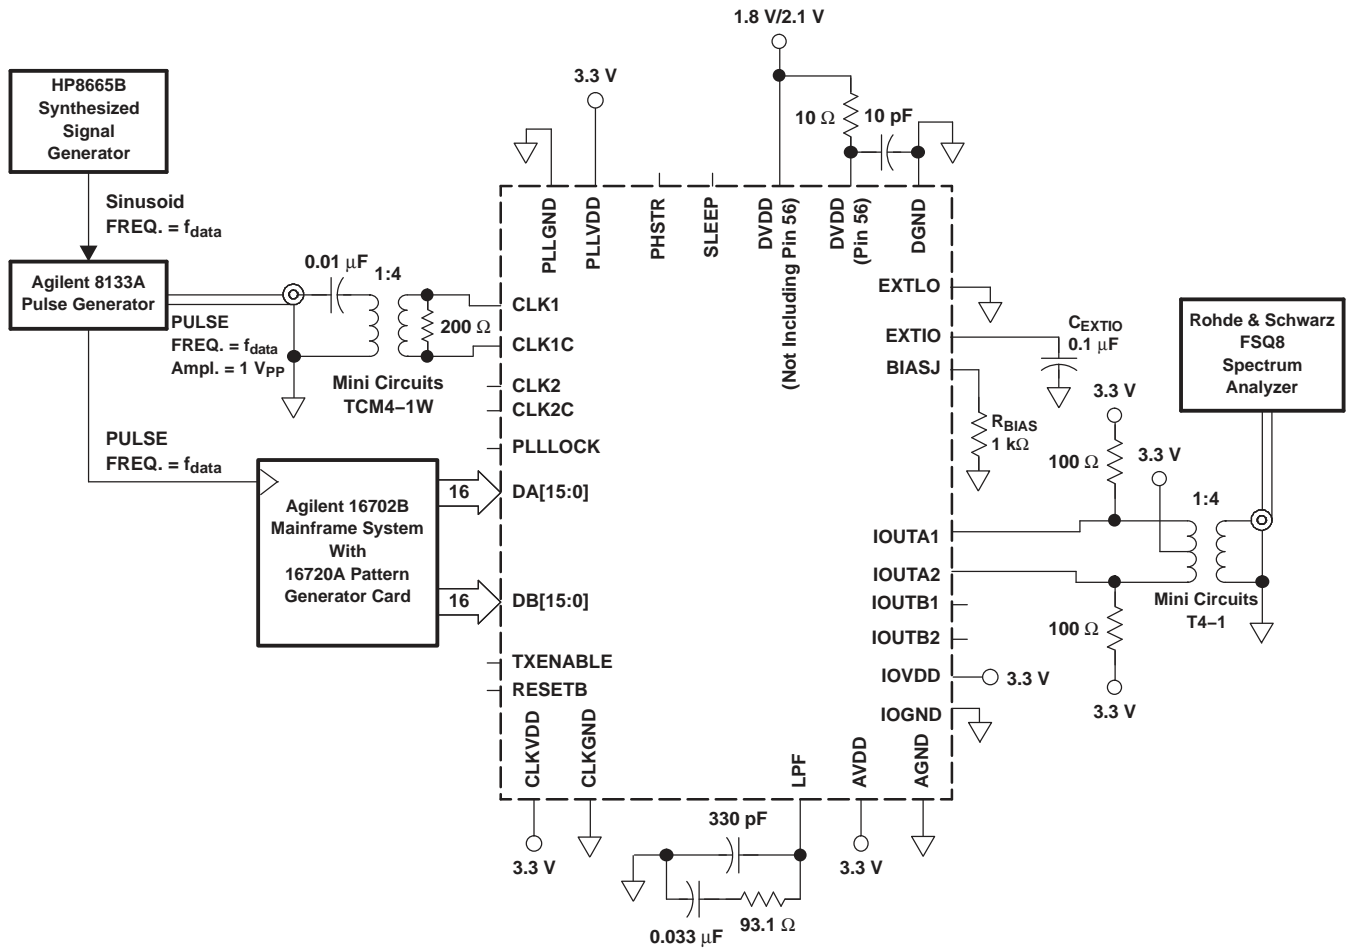 1.8 V/2.1 V
HP8665B
Synthesized
Signal
Generator
3.3 V
10 Ω
10 pF
Sinusoid
FREQ. = fdata
PLLGND
PLLVDD
PHSTR
SLEEP
DVDD
(Not Including Pin 56)
DVDD
(Pin 56)
DGND
Agilent 8133A
Pulse Generator
0.01 μF
1:4
200 Ω
CLK1
CLK1C
PULSE
FREQ. = fdata
Ampl. = 1 VPP
Mini Circuits
TCM4–1W
CLK2
CLK2C
PLLLOCK
EXTLO
EXTIO
BIASJ
CEXTIO
0.1 μF
RBIAS
1 kΩ
Rohde & Schwarz
FSQ8
Spectrum
Analyzer
3.3 V
100 Ω
3.3 V
1:4
PULSE
FREQ. = fdata
Agilent 16702B
Mainframe System
With
16720A Pattern
Generator Card
16
DA[15:0]
16
DB[15:0]
IOUTA1
IOUTA2
IOUTB1
IOUTB2
Mini Circuits
T4–1
100 Ω
3.3 V
TXENABLE
RESETB
IOVDD
3.3 V
IOGND
CLKVDD
CLKGND
LPF
AVDD
AGND
3.3 V
330 pF
3.3 V
0.033 μF
93.1 Ω